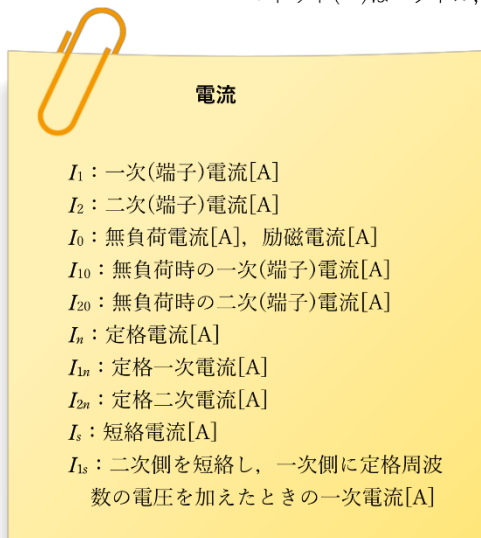 電流
I₁：一次(端子)電流[A]
I₂：二次(端子)電流[A]
I₀：無負荷電流[A]，励磁電流[A]
I₁₀：無負荷時の一次(端子)電流[A]
I₂₀：無負荷時の二次(端子)電流[A]
Iₙ：定格電流[A]
I₁ₙ：定格一次電流[A]
I₂ₙ：定格二次電流[A]
Iₛ：短絡電流[A]
I₁ₛ：二次側を短絡し，一次側に定格周波
数の電圧を加えたときの一次電流[A]